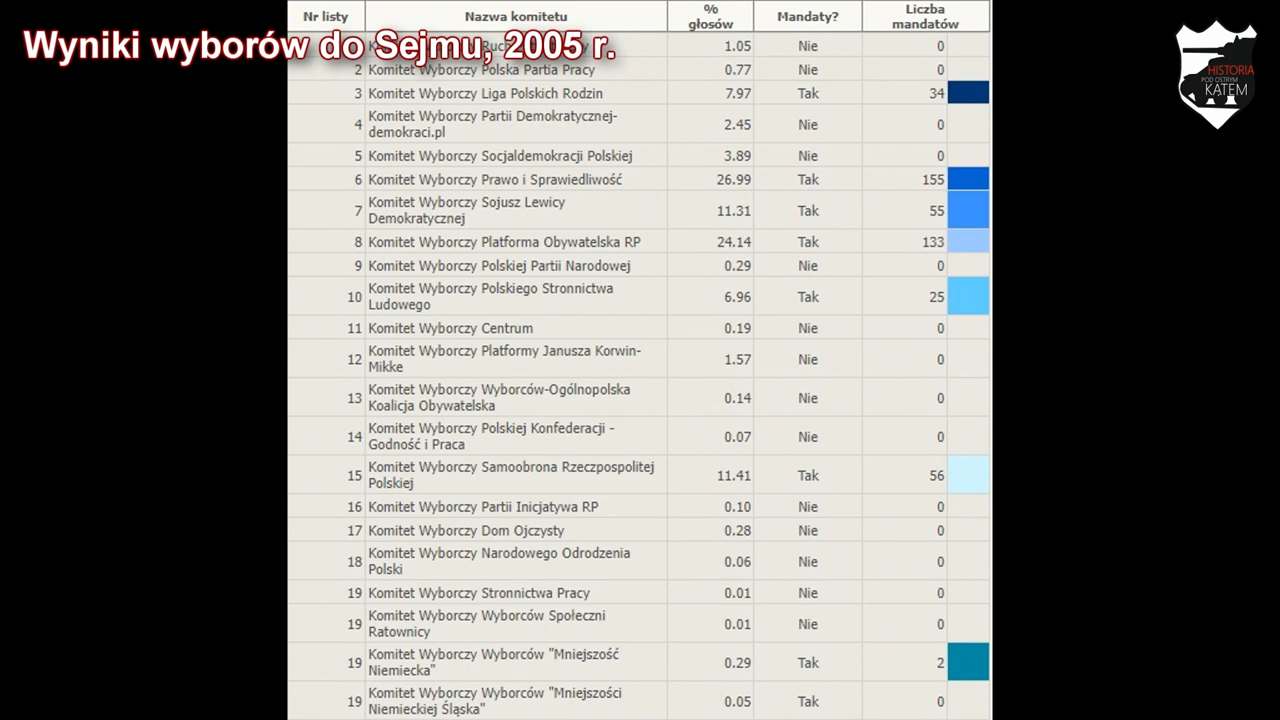 Nr listy Nazwa komitetu % głosów Mandaty? Liczba mandatów
Wyniki wyborów do Sejmu, 2005 r.
1.05 Nie 0
2 Komitet Wyborczy Polska Partia Pracy 0.77 Nie 0
3 Komitet Wyborczy Liga Polskich Rodzin 7.97 Tak 34
4 Komitet Wyborczy Partii Demokratycznej-
demokraci.pl 2.45 Nie 0
5 Komitet Wyborczy Socjaldemokracji Polskiej 3.89 Nie 0
6 Komitet Wyborczy Prawo i Sprawiedliwość 26.99 Tak 155
7 Komitet Wyborczy Sojusz Lewicy
Demokratycznej 11.31 Tak 55
8 Komitet Wyborczy Platforma Obywatelska RP 24.14 Tak 133
9 Komitet Wyborczy Polskiej Partii Narodowej 0.29 Nie 0
10 Komitet Wyborczy Polskiego Stronnictwa
Ludowego 6.96 Tak 25
11 Komitet Wyborczy Centrum 0.19 Nie 0
12 Komitet Wyborczy Platformy Janusza Korwin-
Mikke 1.57 Nie 0
13 Komitet Wyborczy Wyborców-Ogólnopolska
Koalicja Obywatelska 0.14 Nie 0
14 Komitet Wyborczy Polskiej Konfederacji -
Godność i Praca 0.07 Nie 0
15 Komitet Wyborczy Samoobrona Rzeczpospolitej
Polskiej 11.41 Tak 56
16 Komitet Wyborczy Partii Inicjatywa RP 0.10 Nie 0
17 Komitet Wyborczy Dom Ojczysty 0.28 Nie 0
18 Komitet Wyborczy Narodowego Odrodzenia
Polski 0.06 Nie 0
19 Komitet Wyborczy Stronnictwa Pracy 0.01 Nie 0
19 Komitet Wyborczy Wyborców Społeczni
Ratownicy 0.01 Nie 0
19 Komitet Wyborczy Wyborców "Mniejszość
Niemiecka" 0.29 Tak 2
19 Komitet Wyborczy Wyborców "Mniejszości
Niemieckiej Śląska" 0.05 Tak 0
HISTORIA
POD OSTRYM
KĄTEM